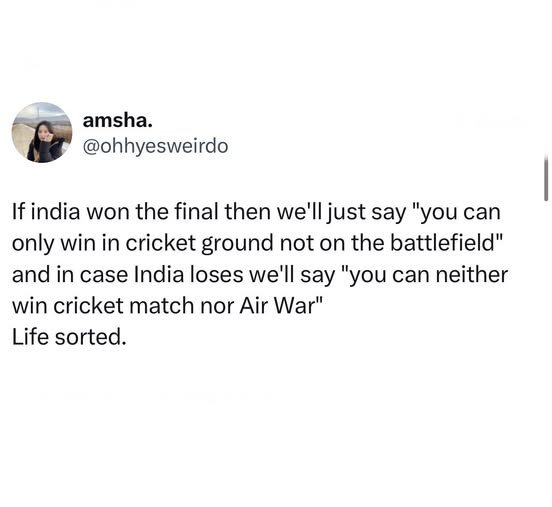 amsha.
@ohhyesweirdo
If india won the final then we'll just say "you can
only win in cricket ground not on the battlefield"
and in case India loses we'll say "you can neither
win cricket match nor Air War"
Life sorted.